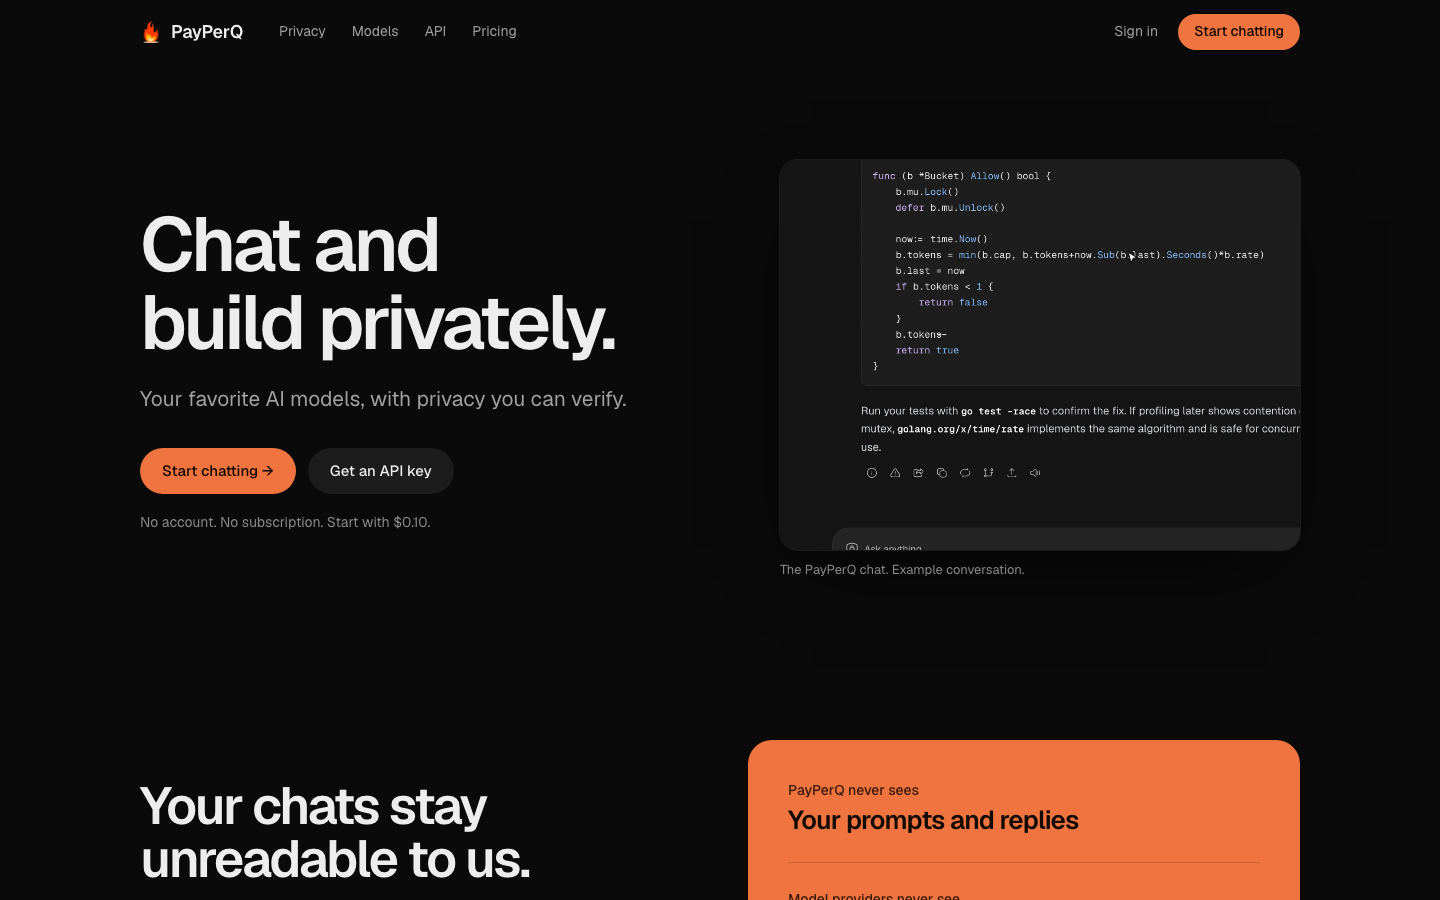 PayPerQ
Privacy
Models
API
Pricing
Sign in
Start chatting
Chat and
build privately.
Your favorite AI models, with privacy you can verify.
Start chatting →
Get an API key
No account. No subscription. Start with $0.10.
func (b *Bucket) Allow() bool {
b.mu.Lock()
defer b.mu.Unlock()
now:= time.Now()
b.tokens = min(b.cap, b.tokens+now.Sub(b.last).Seconds()*b.rate)
b.last = now
if b.tokens < 1 {
return false
}
b.tokens--
return true
}
Run your tests with go test -race to confirm the fix. If profiling later shows contention
mutex, golang.org/x/time/rate implements the same algorithm and is safe for concurr
use.
Ask anything
The PayPerQ chat. Example conversation.
Your chats stay
unreadable to us.
PayPerQ never sees
Your prompts and replies
Model providers never see